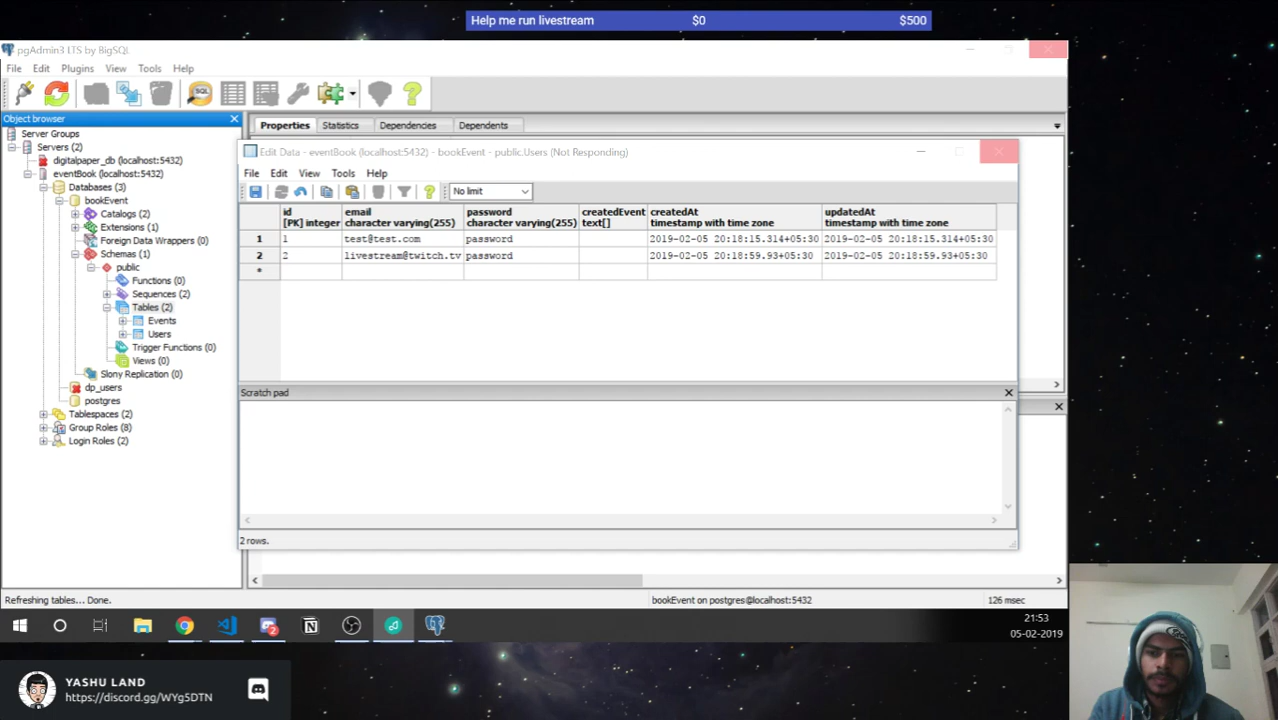 Help me run livestream $0 $500
pgAdmin3 LTS by BigSQL
File Edit Plugins View Tools Help
SQL
Object browser
Properties Statistics Dependencies Dependents
Server Groups
Servers (2)
digitalpaper_db (localhost:5432)
eventBook (localhost:5432)
Databases (3)
bookEvent
Catalogs (2)
Extensions (1)
Foreign Data Wrappers (0)
Schemas (1)
public
Functions (0)
Sequences (2)
Tables (2)
Events
Users
Trigger Functions (0)
Views (0)
Slony Replication (0)
dp_users
postgres
Tablespaces (2)
Group Roles (8)
Login Roles (2)
Edit Data - eventBook (localhost:5432) - bookEvent - public.Users (Not Responding)
File Edit View Tools Help
No limit
id email password createdEvent createdAt updatedAt
[PK] integer character varying(255) character varying(255) text[] timestamp with time zone timestamp with time zone
1 1 test@test.com password 2019-02-05 20:18:15.314+05:30 2019-02-05 20:18:15.314+05:30
2 2 livestream@twitch.tv password 2019-02-05 20:18:59.93+05:30 2019-02-05 20:18:59.93+05:30
*
Scratch pad
2 rows.
Refreshing tables... Done. bookEvent on postgres@localhost:5432 126 msec
21:53
05-02-2019
YASHU LAND
https://discord.gg/WYg5DTN